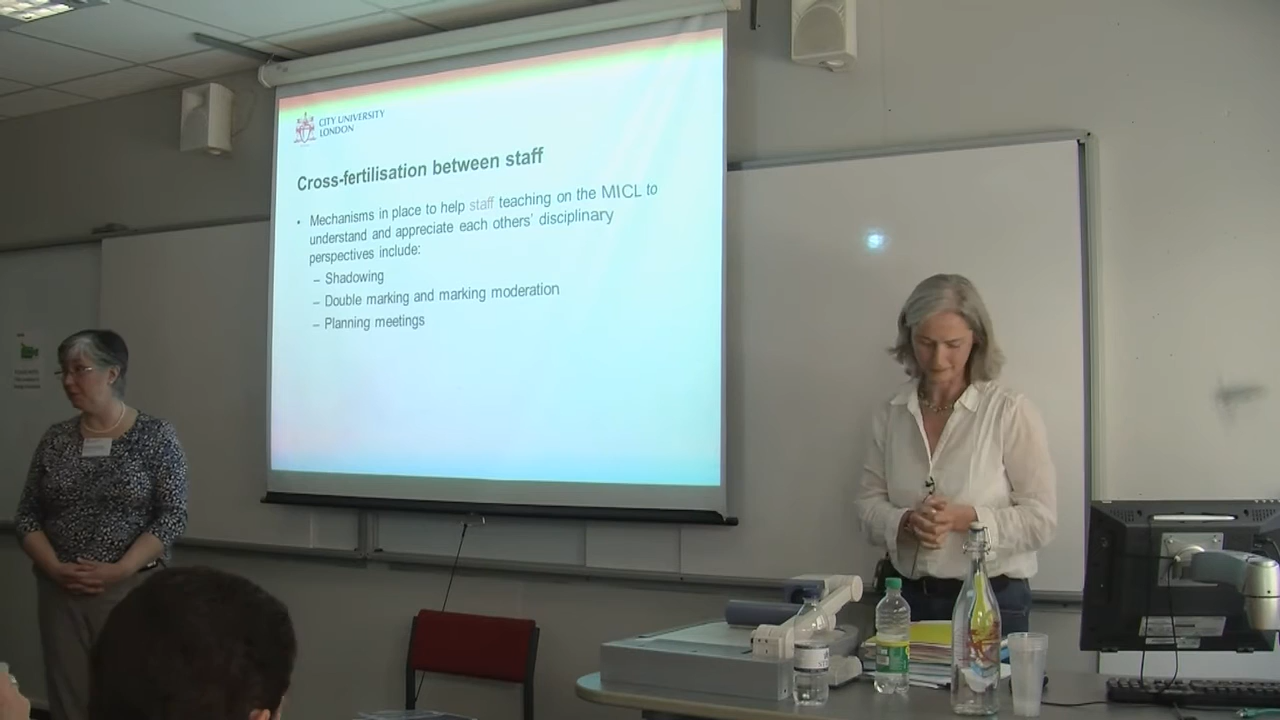 CITY UNIVERSITY
LONDON
Cross-fertilisation between staff
• Mechanisms in place to help staff teaching on the MICL to
understand and appreciate each others' disciplinary
perspectives include:
– Shadowing
– Double marking and marking moderation
– Planning meetings